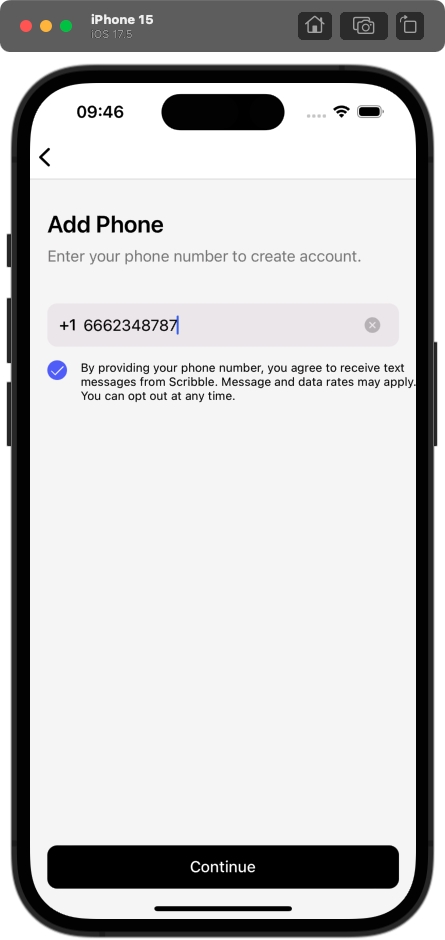 iPhone 15
iOS 17.5
09:46
Add Phone
Enter your phone number to create account.
+1 6662348787
By providing your phone number, you agree to receive text
messages from Scribble. Message and data rates may apply.
You can opt out at any time.
Continue